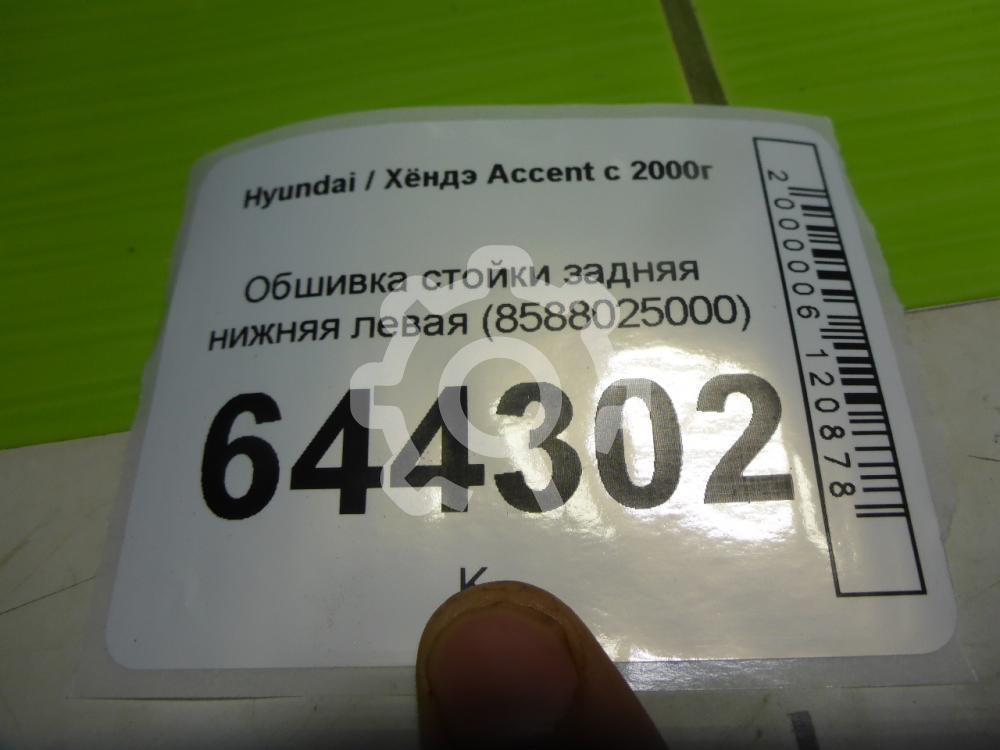 Hyundai / Хёндэ Accent с 2000г
Обшивка стойки задняя
нижняя левая (8588025000)
644302
К
2000006120878